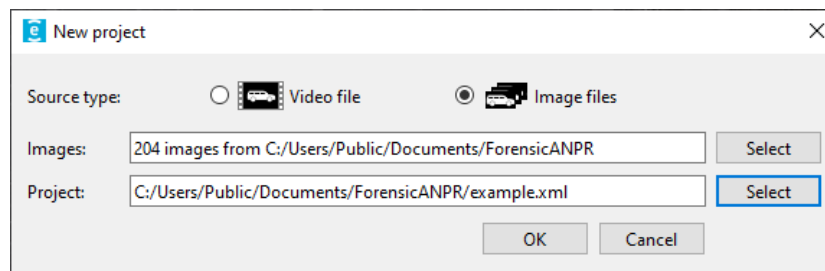 e New project
Source type: Video file Image files
Images: 204 images from C:/Users/Public/Documents/ForensicANPR Select
Project: C:/Users/Public/Documents/ForensicANPR/example.xml Select
OK Cancel